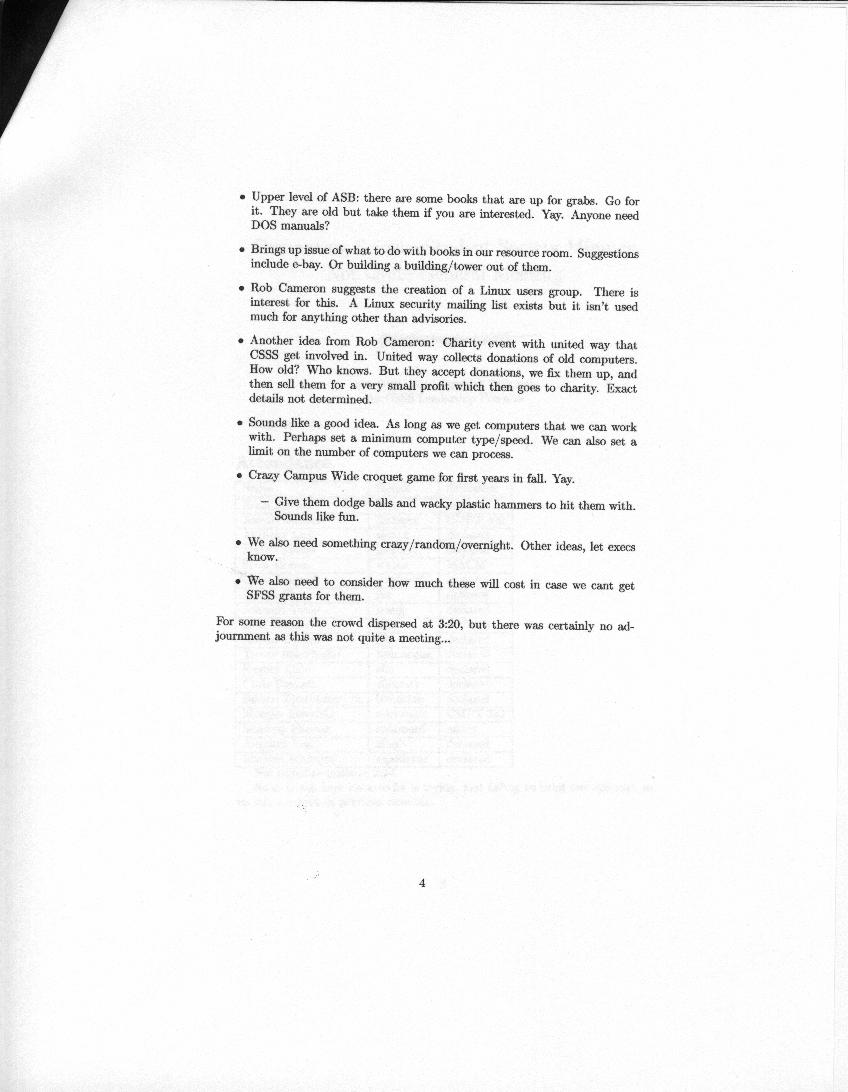 • Upper level of ASB: there are some books that are up for grabs. Go for
it. They are old but take them if you are interested. Yay. Anyone need
DOS manuals?
• Brings up issue of what to do with books in our resource room. Suggestions
include e-bay. Or building a building/tower out of them.
• Rob Cameron suggests the creation of a Linux users group. There is
interest for this. A Linux security mailing list exists but it isn't used
much for anything other than advisories.
• Another idea from Rob Cameron: Charity event with united way that
CSSS get involved in. United way collects donations of old computers.
How old? Who knows. But they accept donations, we fix them up, and
then sell them for a very small profit which then goes to charity. Exact
details not determined.
• Sounds like a good idea. As long as we get computers that we can work
with. Perhaps set a minimum computer type/speed. We can also set a
limit on the number of computers we can process.
• Crazy Campus Wide croquet game for first years in fall. Yay.
– Give them dodge balls and wacky plastic hammers to hit them with.
Sounds like fun.
• We also need something crazy/random/overnight. Other ideas, let execs
know.
• We also need to consider how much these will cost in case we cant get
SFSS grants for them.
For some reason the crowd dispersed at 3:20, but there was certainly no ad-
journment as this was not quite a meeting...
4